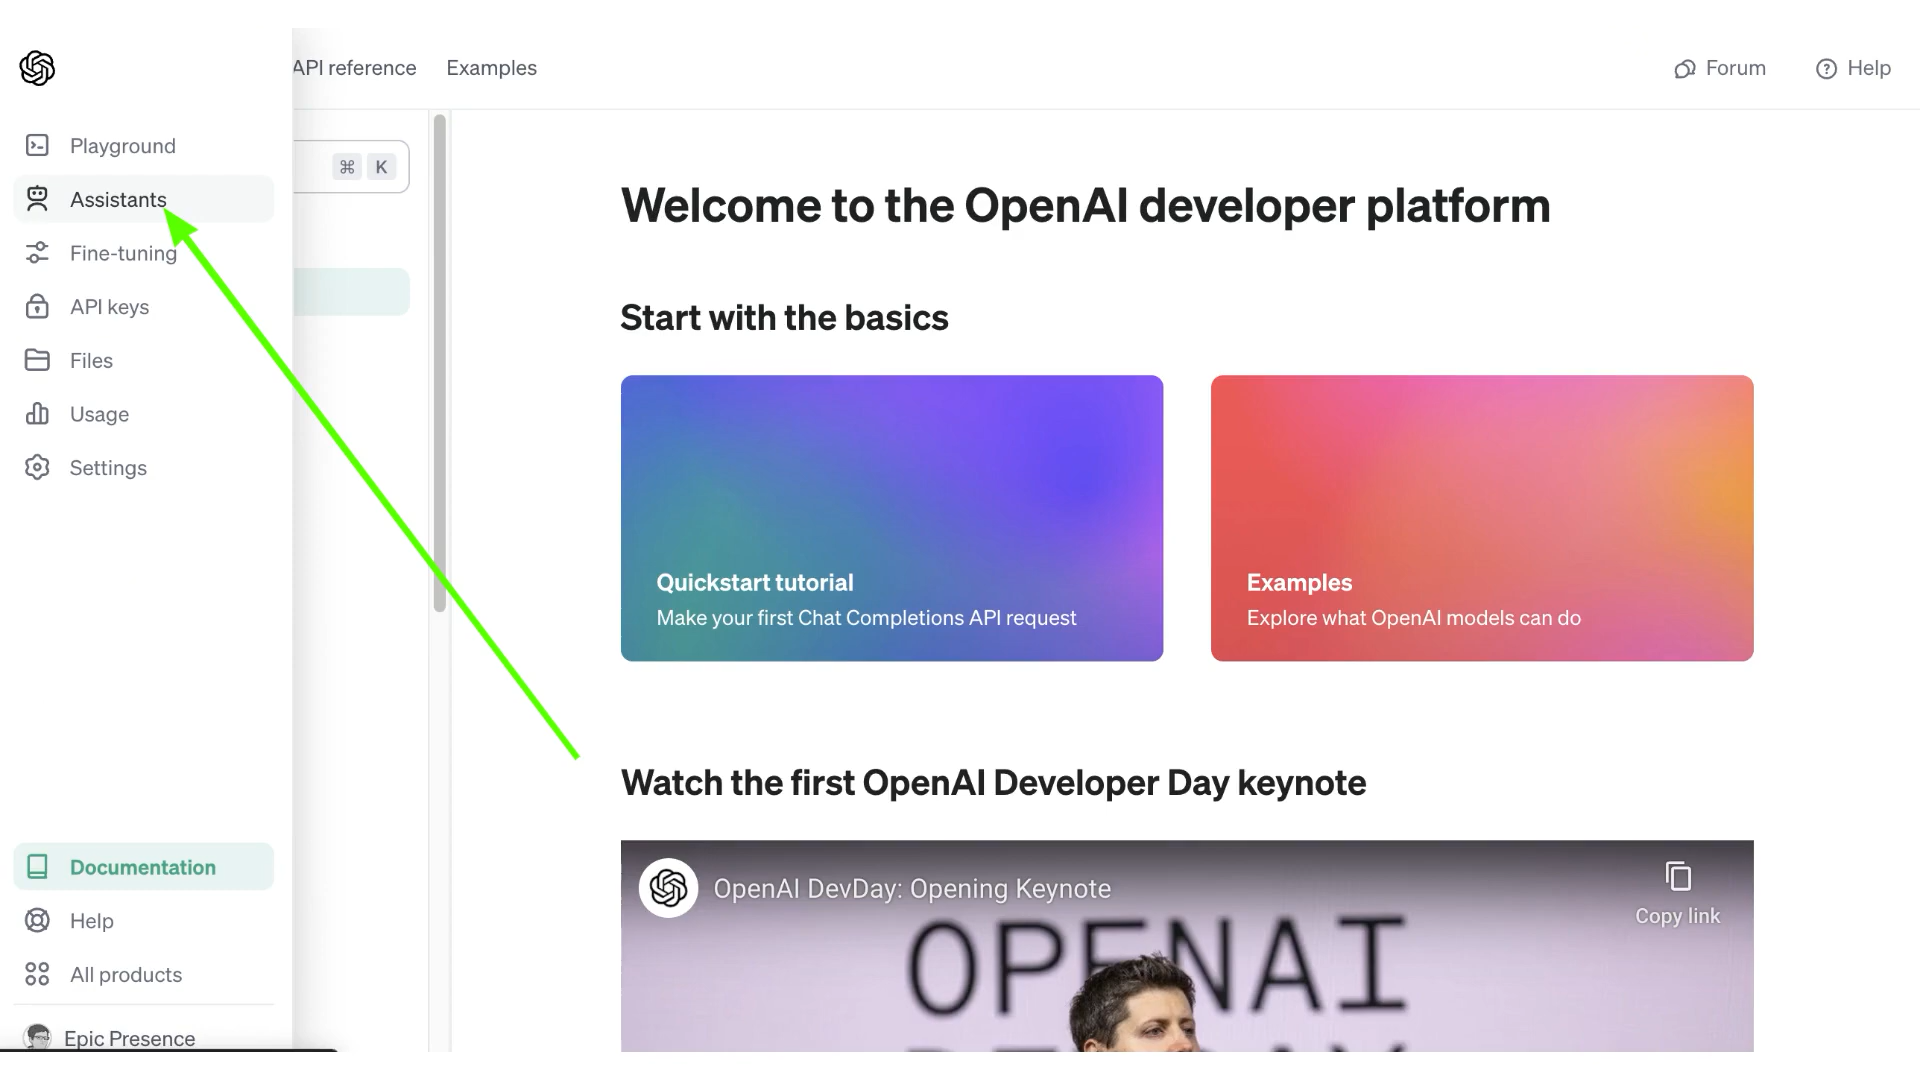 API reference
Examples
Forum
Help
Playground
Assistants
Fine-tuning
API keys
Files
Usage
Settings
Documentation
Help
All products
Epic Presence
⌘ K
Welcome to the OpenAI developer platform
Start with the basics
Quickstart tutorial
Make your first Chat Completions API request
Examples
Explore what OpenAI models can do
Watch the first OpenAI Developer Day keynote
OpenAI DevDay: Opening Keynote
Copy link
OPENAI